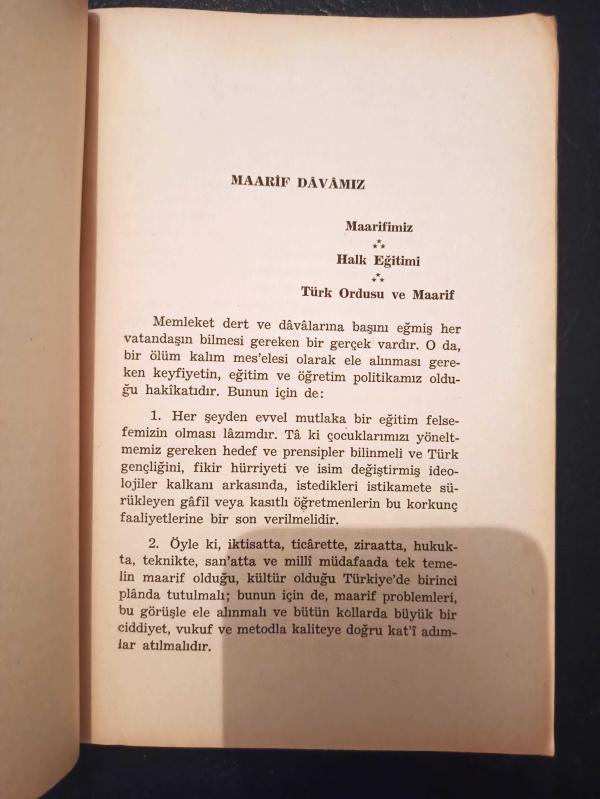 MAARİF DÂVÂMIZ
Maarifimiz
Halk Eğitimi
Türk Ordusu ve Maarif
Memleket dert ve dâvâlarına başını eğmiş her
vatandaşın bilmesi gereken bir gerçek vardır. O da,
bir ölüm kalım mes'elesi olarak ele alınması gere-
ken keyfiyetin, eğitim ve öğretim politikamız oldu-
ğu hakîkatıdır. Bunun için de:
1. Her şeyden evvel mutlaka bir eğitim felse-
femizin olması lâzımdır. Tâ ki çocuklarımızı yönelt-
memiz gereken hedef ve prensipler bilinmeli ve Türk
gençliğini, fikir hürriyeti ve isim değiştirmiş ideo-
lojiler kalkanı arkasında, istedikleri istikamete sü-
rükleyen gâfil veya kasıtlı öğretmenlerin bu korkunç
faaliyetlerine bir son verilmelidir.
2. Öyle ki, iktisatta, ticârette, ziraatta, hukuk-
ta, teknikte, san'atta ve millî müdafaada tek teme-
lin maarif olduğu, kültür olduğu Türkiye'de birinci
plânda tutulmalı; bunun için de, maarif problemleri,
bu görüşle ele alınmalı ve bütün kollarda büyük bir
ciddiyet, vukuf ve metodla kaliteye doğru kat'î adım-
lar atılmalıdır.